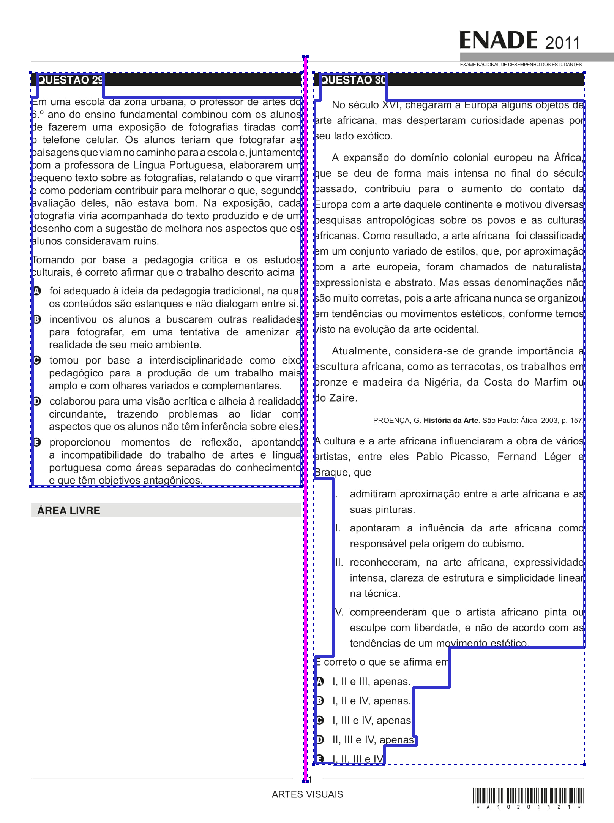 ENADE 2011
EXAME NACIONAL DE DESEMPENHO DOS ESTUDANTES
QUESTÃO 29
Em uma escola da zona urbana, o professor de artes do
6.º ano do ensino fundamental combinou com os alunos
de fazerem uma exposição de fotografias tiradas com
o telefone celular. Os alunos teriam que fotografar as
paisagens que viam no caminho para a escola e, juntamente
com a professora de Língua Portuguesa, elaborarem um
pequeno texto sobre as fotografias, relatando o que viram
e como poderiam contribuir para melhorar o que, segundo
avaliação deles, não estava bom. Na exposição, cada
fotografia viria acompanhada do texto produzido e de um
desenho com a sugestão de melhora nos aspectos que os
alunos consideravam ruins.
Tomando por base a pedagogia crítica e os estudos
culturais, é correto afirmar que o trabalho descrito acima
A foi adequado à ideia da pedagogia tradicional, na qual
os conteúdos são estanques e não dialogam entre si.
B incentivou os alunos a buscarem outras realidades
para fotografar, em uma tentativa de amenizar a
realidade de seu meio ambiente.
C tomou por base a interdisciplinaridade como eixo
pedagógico para a produção de um trabalho mais
amplo e com olhares variados e complementares.
D colaborou para uma visão acrítica e alheia à realidade
circundante, trazendo problemas ao lidar com
aspectos que os alunos não têm inferência sobre eles.
E proporcionou momentos de reflexão, apontando
a incompatibilidade do trabalho de artes e língua
portuguesa como áreas separadas do conhecimento
e que têm objetivos antagônicos.
ÁREA LIVRE
QUESTÃO 30
No século XVI, chegaram à Europa alguns objetos da
arte africana, mas despertaram curiosidade apenas por
seu lado exótico.
A expansão do domínio colonial europeu na África,
que se deu de forma mais intensa no final do século
passado, contribuiu para o aumento do contato da
Europa com a arte daquele continente e motivou diversas
pesquisas antropológicas sobre os povos e as culturas
africanas. Como resultado, a arte africana foi classificada
em um conjunto variado de estilos, que, por aproximação
com a arte europeia, foram chamados de naturalista,
expressionista e abstrato. Mas essas denominações não
são muito corretas, pois a arte africana nunca se organizou
em tendências ou movimentos estéticos, conforme temos
visto na evolução da arte ocidental.
Atualmente, considera-se de grande importância a
escultura africana, como as terracotas, os trabalhos em
bronze e madeira da Nigéria, da Costa do Marfim ou
do Zaire.
PROENÇA, G. História da Arte. São Paulo: Ática, 2003, p. 157.
A cultura e a arte africana influenciaram a obra de vários
artistas, entre eles Pablo Picasso, Fernand Léger e
Braque, que
I. admitiram aproximação entre a arte africana e as
suas pinturas.
II. apontaram a influência da arte africana como
responsável pela origem do cubismo.
III. reconheceram, na arte africana, expressividade
intensa, clareza de estrutura e simplicidade linear
na técnica.
IV. compreenderam que o artista africano pinta ou
esculpe com liberdade, e não de acordo com as
tendências de um movimento estético.
É correto o que se afirma em
A I, II e III, apenas.
B I, II e IV, apenas.
C I, III e IV, apenas.
D II, III e IV, apenas.
E I, II, III e IV.
ARTES VISUAIS